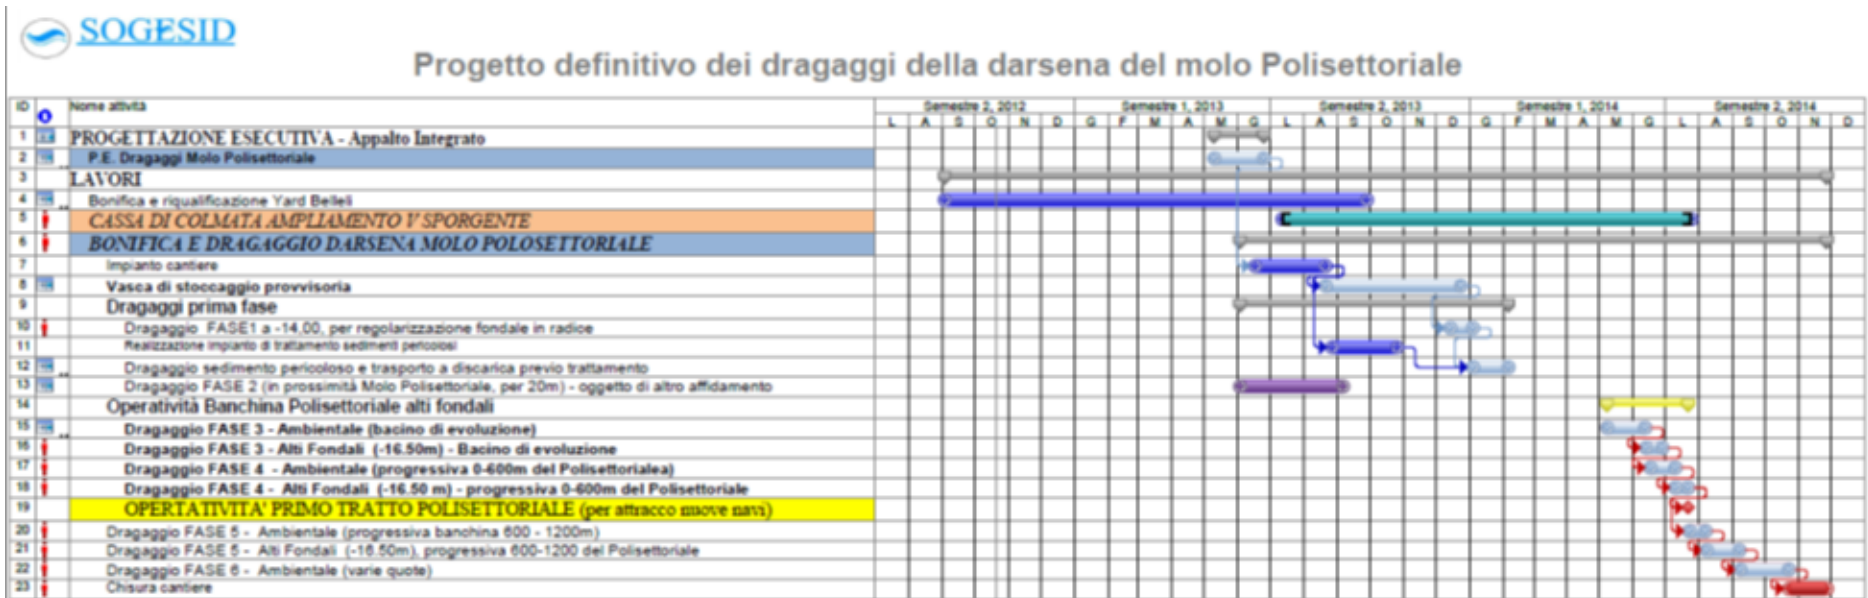 SOGESID
Progetto definitivo dei dragaggi della darsena del molo Polisettoriale
ID Nome attività Semestre 2, 2012 Semestre 1, 2013 Semestre 2, 2013 Semestre 1, 2014 Semestre 2, 2014
L A S O N D G F M A M G L A S O N D G F M A M G L A S O N D
1 PROGETTAZIONE ESECUTIVA - Appalto Integrato
2 P.E. Dragaggi Molo Polisettoriale
3 LAVORI
4 Bonifica e riqualificazione Yard Belleli
5 CASSA DI COLMATA AMPLIAMENTO V SPORGENTE
6 BONIFICA E DRAGAGGIO DARSENA MOLO POLOSETTORIALE
7 Impianto cantiere
8 Vasca di stoccaggio provvisoria
9 Dragaggi prima fase
10 Dragaggio FASE1 a -14,00, per regolarizzazione fondale in radice
11 Realizzazione impianto di trattamento sedimenti pericolosi
12 Dragaggio sedimento pericoloso e trasporto a discarica previo trattamento
13 Dragaggio FASE 2 (in prossimità Molo Polisettoriale, per 20m) - oggetto di altro affidamento
14 Operatività Banchina Polisettoriale alti fondali
15 Dragaggio FASE 3 - Ambientale (bacino di evoluzione)
16 Dragaggio FASE 3 - Alti Fondali (-16.50m) - Bacino di evoluzione
17 Dragaggio FASE 4 - Ambientale (progressiva 0-600m del Polisettorialea)
18 Dragaggio FASE 4 - Alti Fondali (-16.50 m) - progressiva 0-600m del Polisettoriale
19 OPERTATIVITA' PRIMO TRATTO POLISETTORIALE (per attracco nuove navi)
20 Dragaggio FASE 5 - Ambientale (progressiva banchina 600 - 1200m)
21 Dragaggio FASE 5 - Alti Fondali (-16.50m), progressiva 600-1200 del Polisettoriale
22 Dragaggio FASE 6 - Ambientale (varie quote)
23 Chisura cantiere